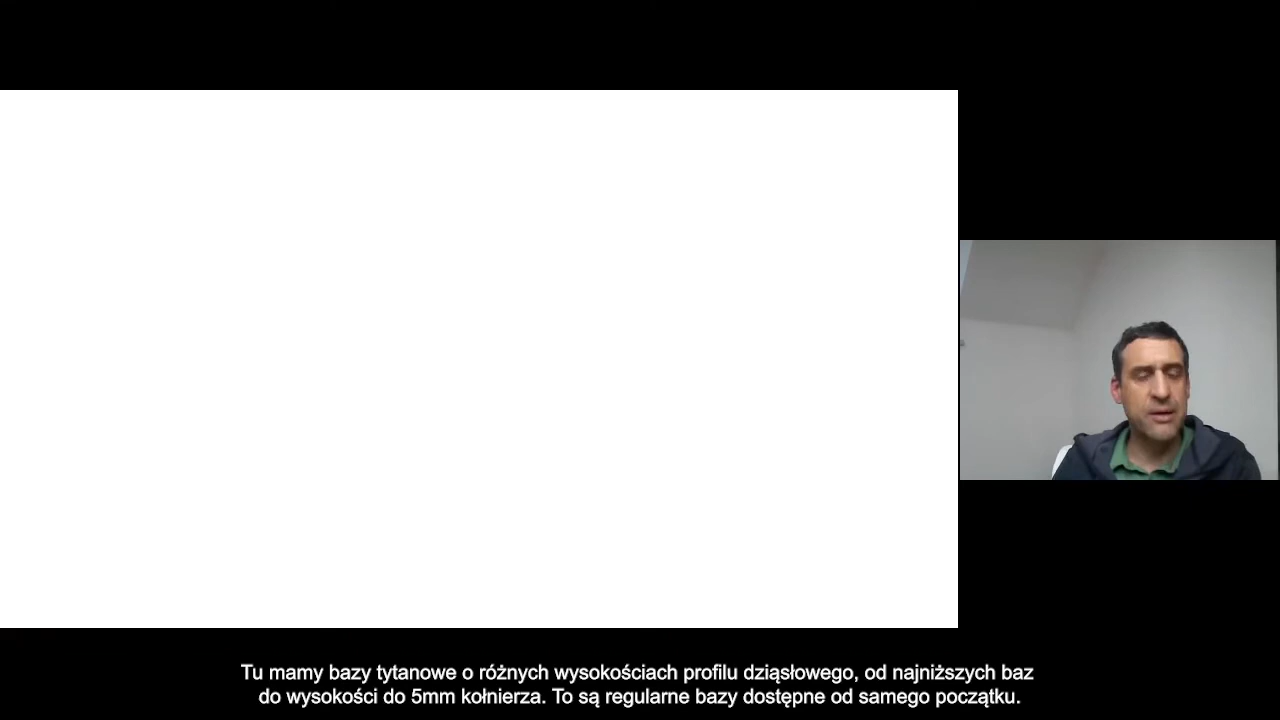 Tu mamy bazy tytanowe o różnych wysokościach profilu dziąsłowego, od najniższych baz
do wysokości do 5mm kołnierza. To są regularne bazy dostępne od samego początku.